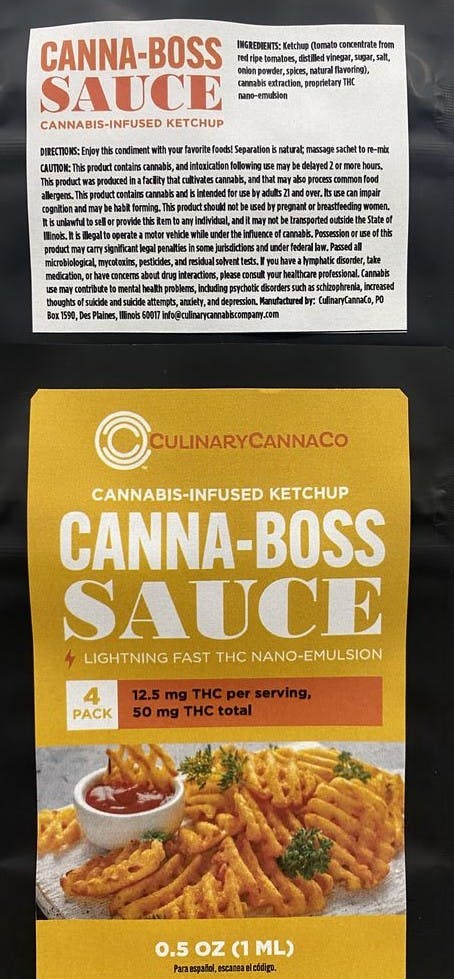 CANNA-BOSS
SAUCE
CANNABIS-INFUSED KETCHUP
INGREDIENTS: Ketchup (tomato concentrate from
red ripe tomatoes, distilled vinegar, sugar, salt,
onion powder, spices, natural flavoring),
cannabis extraction, proprietary THC
nano-emulsion
DIRECTIONS: Enjoy this condiment with your favorite foods! Separation is natural; massage sachet to re-mix
CAUTION: This product contains cannabis, and intoxication following use may be delayed 2 or more hours.
This product was produced in a facility that cultivates cannabis, and that may also process common food
allergens. This product contains cannabis and is intended for use by adults 21 and over. Its use can impair
cognition and may be habit forming. This product should not be used by pregnant or breastfeeding women.
It is unlawful to sell or provide this item to any individual, and it may not be transported outside the State of
Illinois. It is illegal to operate a motor vehicle while under the influence of cannabis. Possession or use of this
product may carry significant legal penalties in some jurisdictions and under federal law. Passed all
microbiological, mycotoxins, pesticides, and residual solvent tests. If you have a lymphatic disorder, take
medication, or have concerns about drug interactions, please consult your healthcare professional. Cannabis
use may contribute to mental health problems, including psychotic disorders such as schizophrenia, increased
thoughts of suicide and suicide attempts, anxiety, and depression. Manufactured by: CulinaryCannaCo, PO
Box 1590, Des Plaines, Illinois 60017 info@culinarycannabiscompany.com
CULINARYCANNACO
TM
CANNABIS-INFUSED KETCHUP
CANNA-BOSS
SAUCE
LIGHTNING FAST THC NANO-EMULSION
4
PACK
12.5 mg THC per serving,
50 mg THC total
0.5 OZ (1 ML)
Para español, escanea el código.